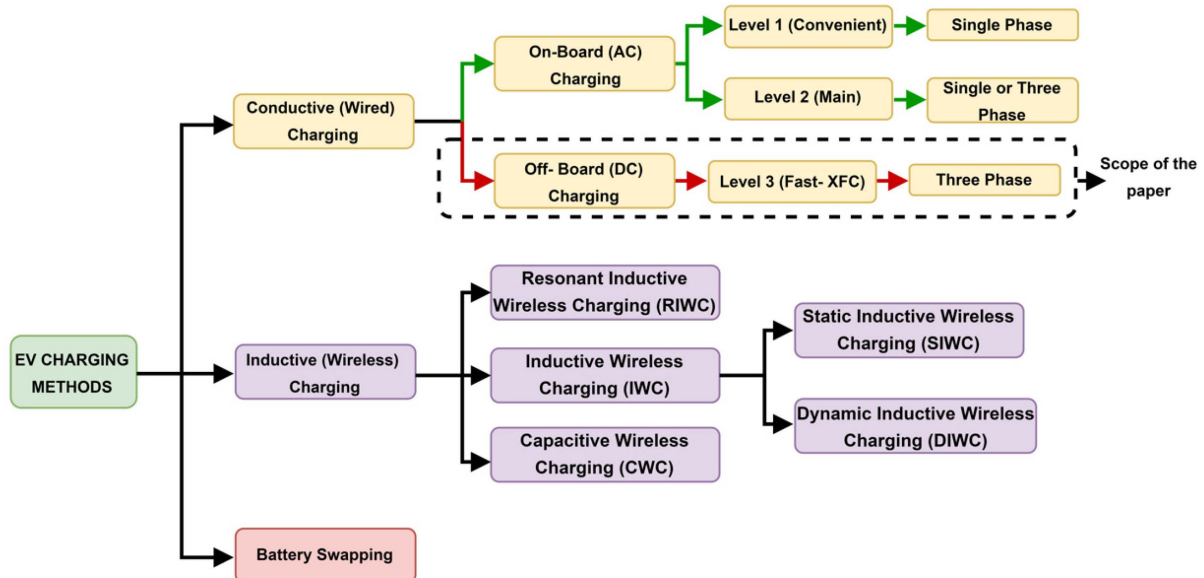 Level 1 (Convenient)
Single Phase
On-Board (AC)
Charging
Level 2 (Main)
Single or Three
Phase
Conductive (Wired)
Charging
Off- Board (DC)
Charging
Level 3 (Fast- XFC)
Three Phase
Scope of the
paper
EV CHARGING
METHODS
Inductive (Wireless)
Charging
Resonant Inductive
Wireless Charging (RIWC)
Inductive Wireless
Charging (IWC)
Capacitive Wireless
Charging (CWC)
Static Inductive Wireless
Charging (SIWC)
Dynamic Inductive Wireless
Charging (DIWC)
Battery Swapping